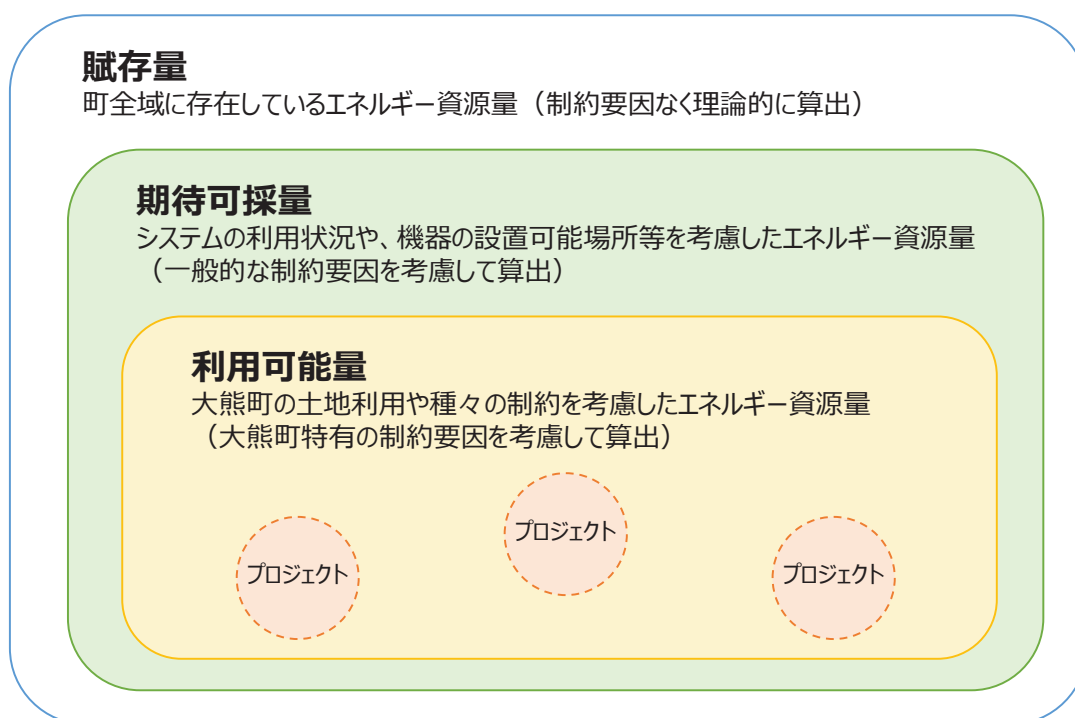 賦存量
町全域に存在しているエネルギー資源量（制約要因なく理論的に算出）
期待可採量
システムの利用状況や、機器の設置可能場所等を考慮したエネルギー資源量
（一般的な制約要因を考慮して算出）
利用可能量
大熊町の土地利用や種々の制約を考慮したエネルギー資源量
（大熊町特有の制約要因を考慮して算出）
プロジェクト
プロジェクト
プロジェクト